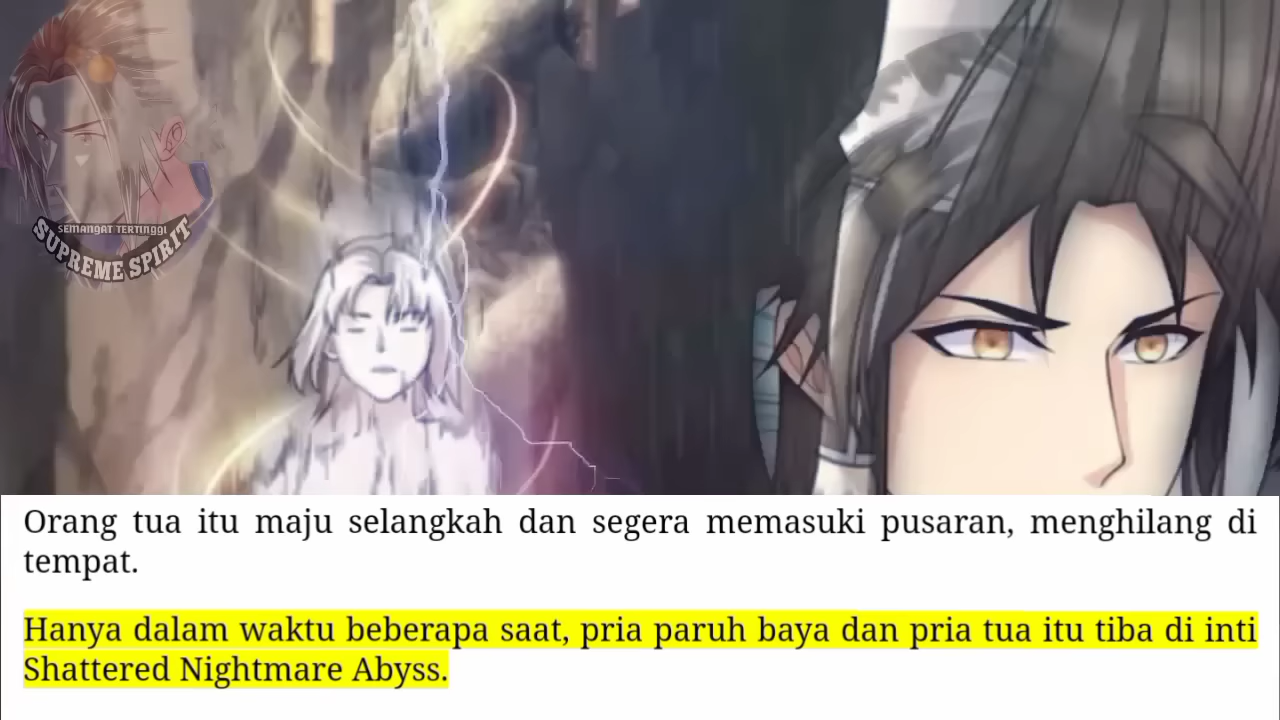 SEMANGAT TERTINGGI
SUPREME SPIRIT
Orang tua itu maju selangkah dan segera memasuki pusaran, menghilang di
tempat.
Hanya dalam waktu beberapa saat, pria paruh baya dan pria tua itu tiba di inti
Shattered Nightmare Abyss.